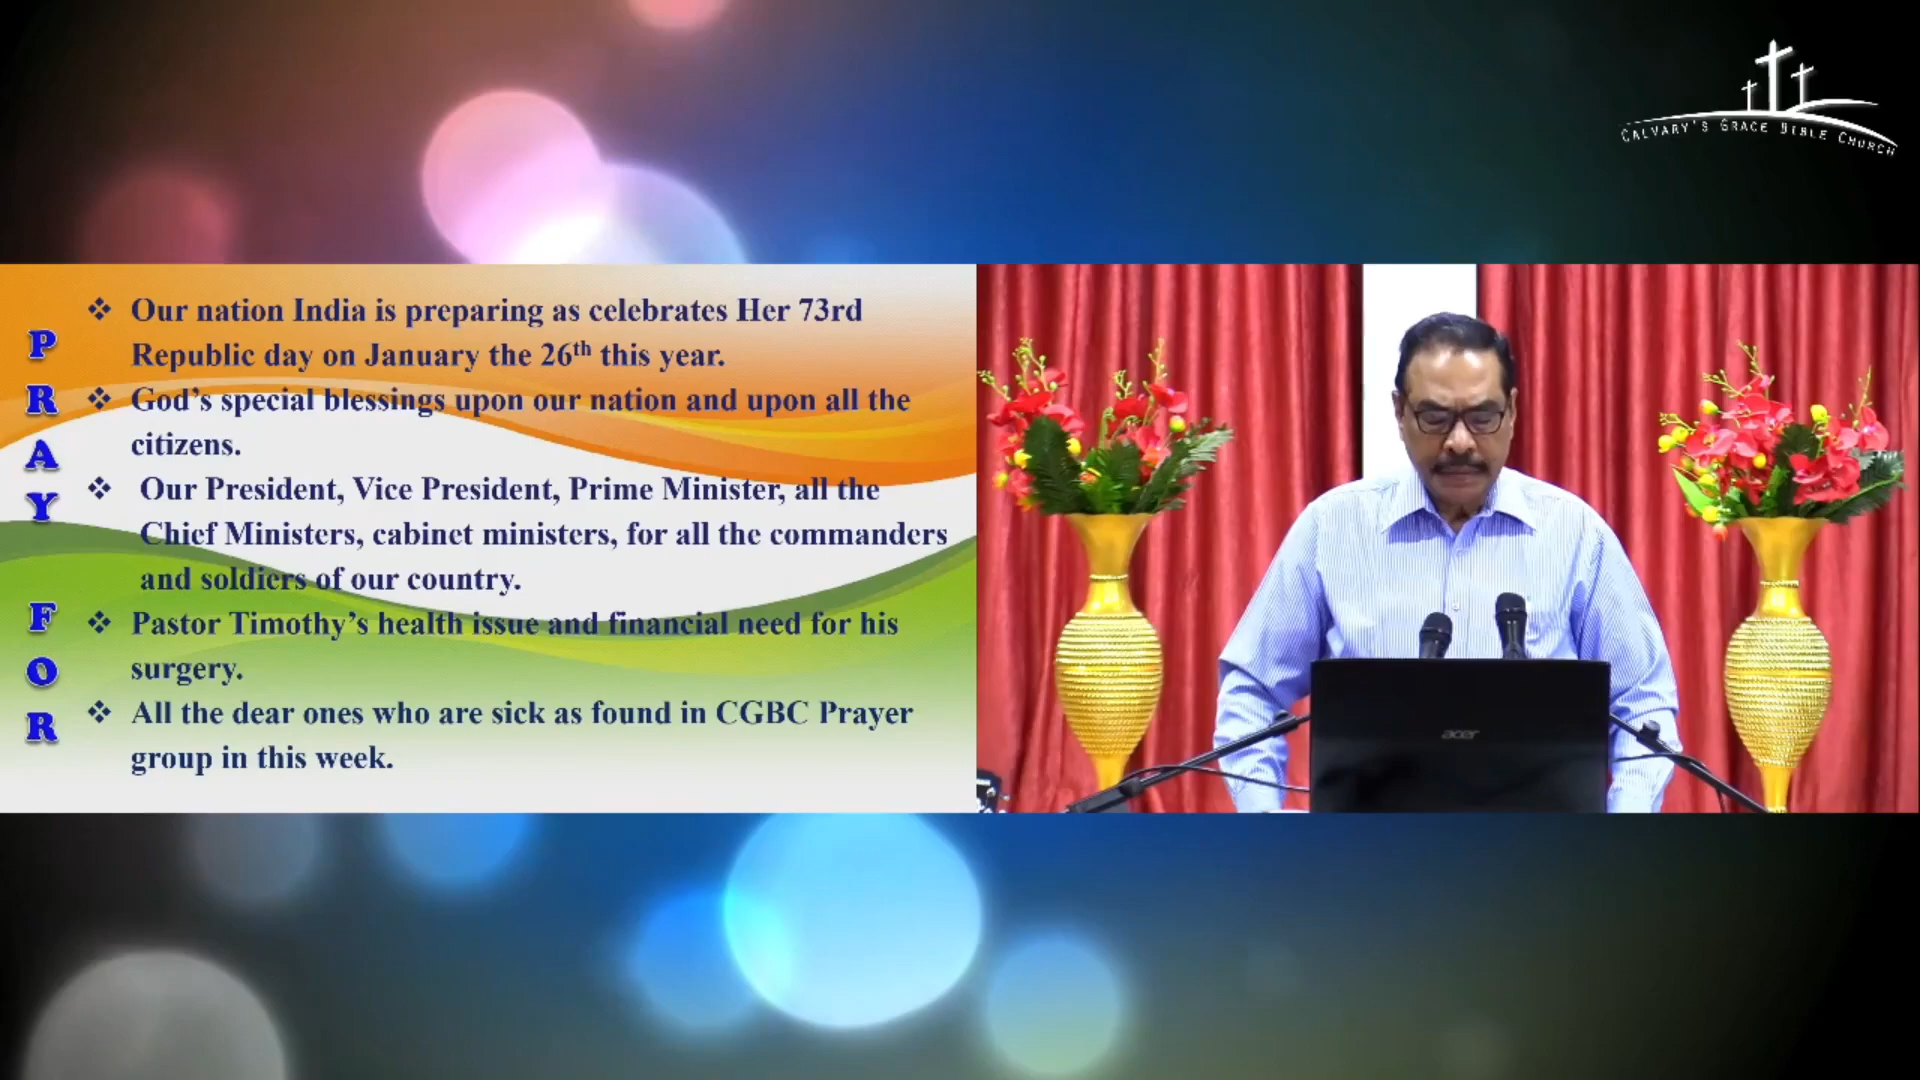 CALVARY'S GRACE BIBLE CHURCH
PRAY FOR
❖ Our nation India is preparing as celebrates Her 73rd
Republic day on January the 26th this year.
❖ God's special blessings upon our nation and upon all the
citizens.
❖ Our President, Vice President, Prime Minister, all the
Chief Ministers, cabinet ministers, for all the commanders
and soldiers of our country.
❖ Pastor Timothy's health issue and financial need for his
surgery.
❖ All the dear ones who are sick as found in CGBC Prayer
group in this week.
acer